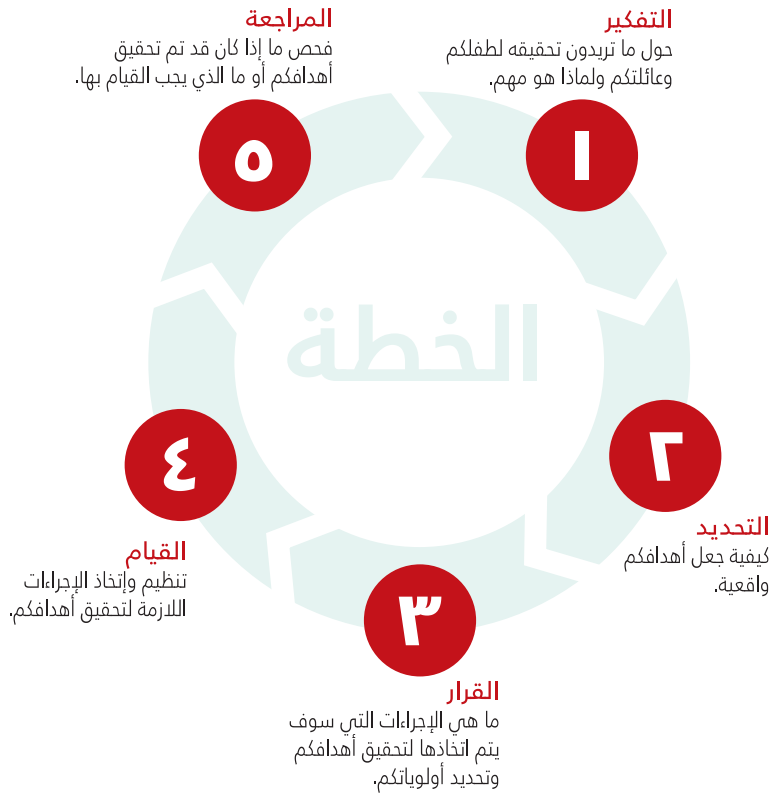 التفكير
حول ما تريدون تحقيقه لطفلكم
وعائلتكم ولماذا هو مهم.
١
التحديد
كيفية جعل أهدافكم
واقعية.
٢
القرار
ما هي الإجراءات التي سوف
يتم اتخاذها لتحقيق أهدافكم
وتحديد أولوياتكم.
٣
القيام
تنظيم وإتخاذ الإجراءات
اللازمة لتحقيق أهدافكم.
٤
المراجعة
فحص ما إذا كان قد تم تحقيق
أهدافكم أو ما الذي يجب القيام بها.
٥
الخطة